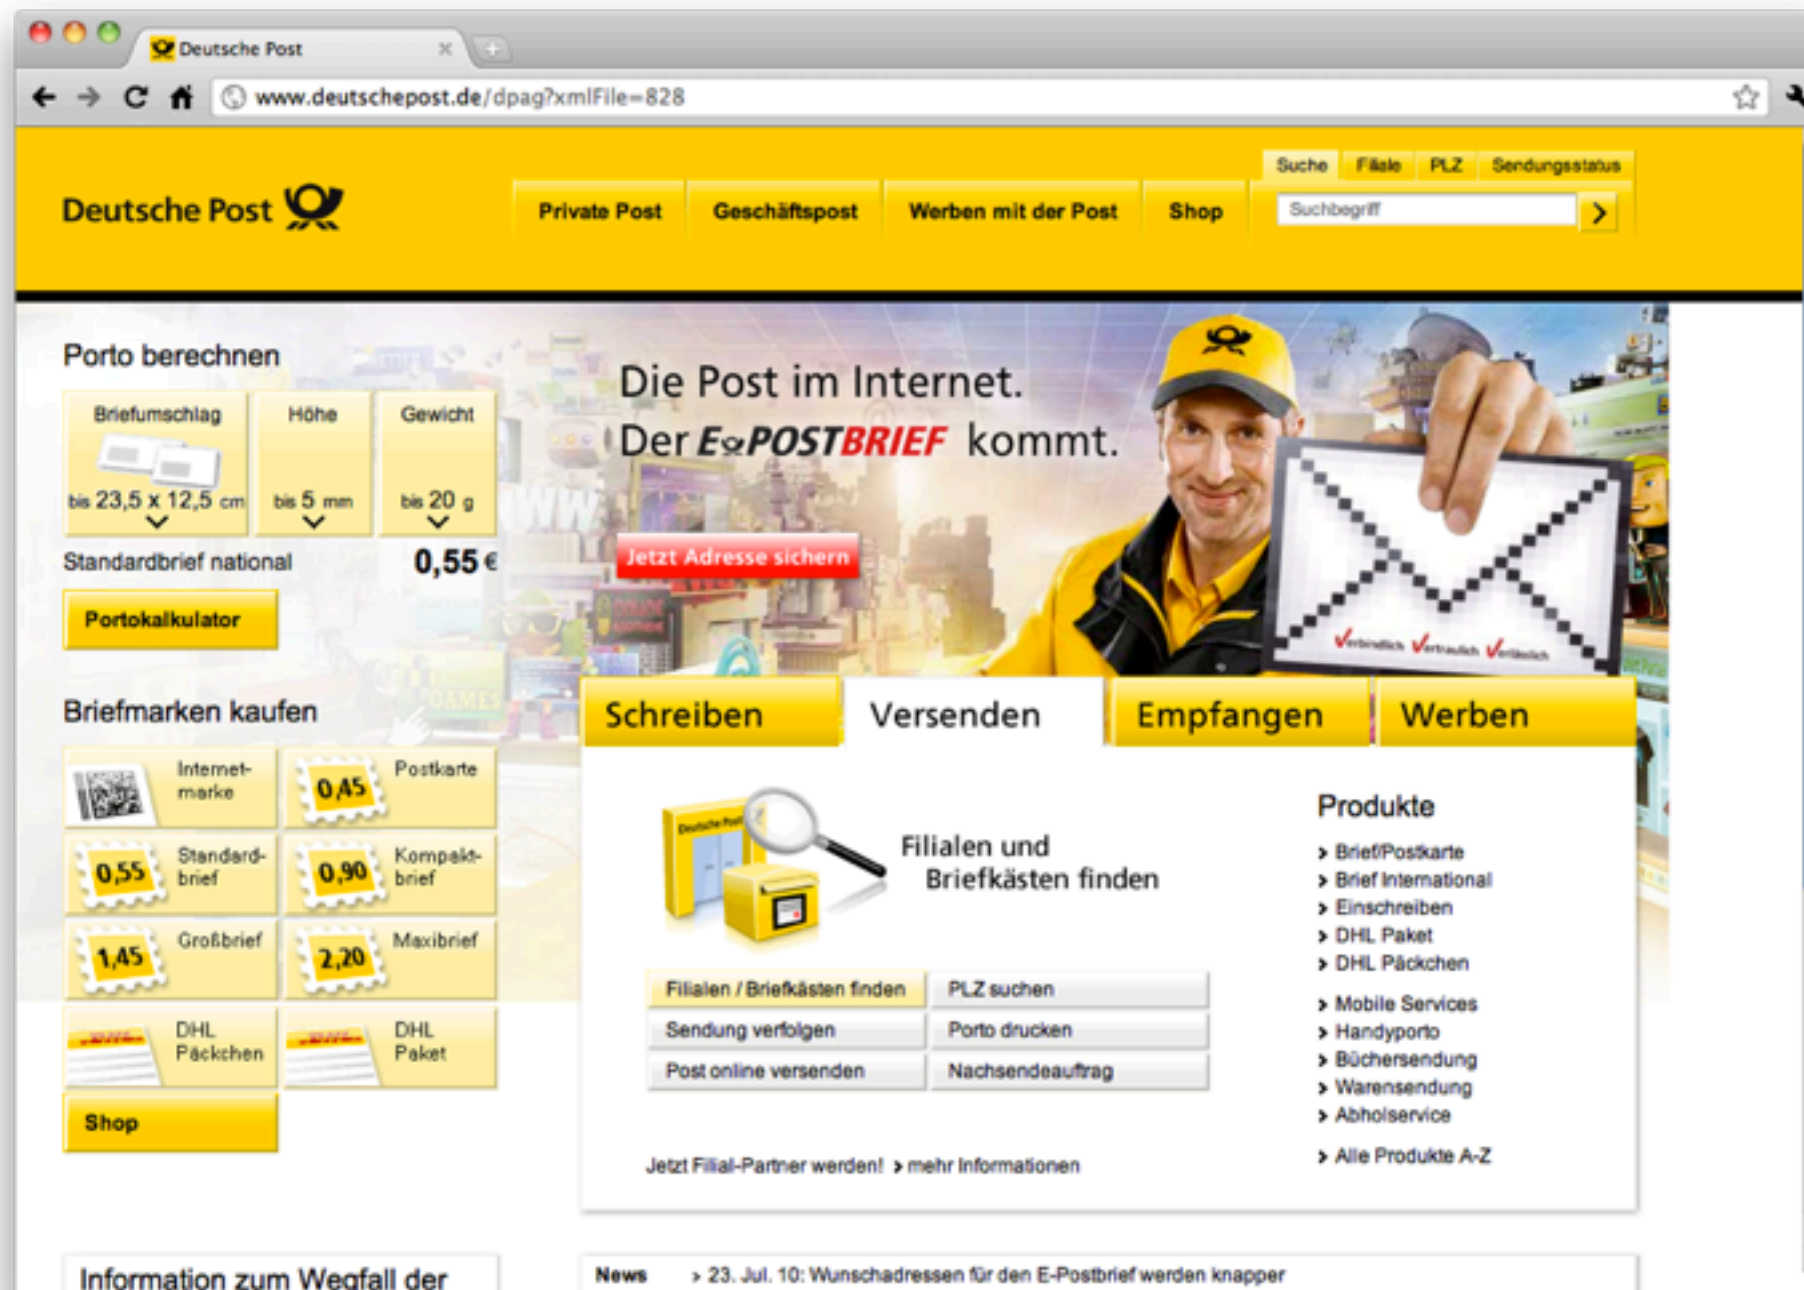 Deutsche Post
www.deutschepost.de/dpag?xmlFile=828
Suche Filiale PLZ Sendungsstatus
Deutsche Post
Private Post Geschäftspost Werben mit der Post Shop
Suchbegriff
Porto berechnen
Briefumschlag Höhe Gewicht
bis 23,5 x 12,5 cm bis 5 mm bis 20 g
Standardbrief national 0,55 €
Portokalkulator
Die Post im Internet.
Der E-POSTBRIEF kommt.
Jetzt Adresse sichern
WWW
GAMES
Verbindlich Vertraulich Verlässlich
Briefmarken kaufen
Internet-
marke
0,45 Postkarte
0,55 Standard-
brief
0,90 Kompakt-
brief
1,45 Großbrief
2,20 Maxibrief
DHL
Päckchen
DHL
Paket
Shop
Schreiben Versenden Empfangen Werben
Deutsche Post
Filialen und
Briefkästen finden
Filialen / Briefkästen finden PLZ suchen
Sendung verfolgen Porto drucken
Post online versenden Nachsendeauftrag
Jetzt Filial-Partner werden! mehr Informationen
Produkte
Brief/Postkarte
Brief International
Einschreiben
DHL Paket
DHL Päckchen
Mobile Services
Handyporto
Büchersendung
Warensendung
Abholservice
Alle Produkte A-Z
Information zum Wegfall der
News 23. Jul. 10: Wunschadressen für den E-Postbrief werden knapper